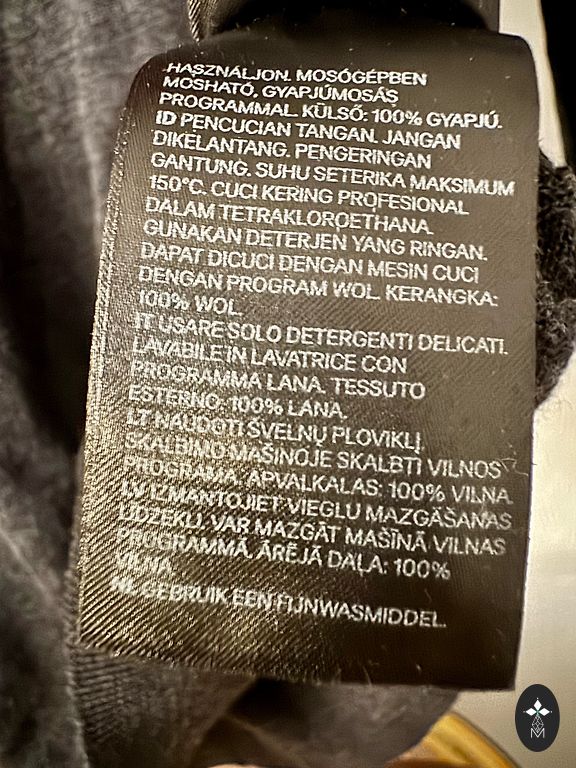 HASZNÁLJON. MOSÓGÉPBEN
MOSHATÓ, GYAPJÚMOSÁS
PROGRAMMAL. KÜLSŐ: 100% GYAPJÚ.
ID PENCUCIAN TANGAN. JANGAN
DIKELANTANG. PENGERINGAN
GANTUNG. SUHU SETERIKA MAKSIMUM
150°C. CUCI KERING PROFESIONAL
DALAM TETRAKLOROETHANA.
GUNAKAN DETERJEN YANG RINGAN.
DAPAT DICUCI DENGAN MESIN CUCI
DENGAN PROGRAM WOL. KERANGKA:
100% WOL.
IT USARE SOLO DETERGENTI DELICATI.
LAVABILE IN LAVATRICE CON
PROGRAMMA LANA. TESSUTO
ESTERNO: 100% LANA.
LT NAUDOTI ŠVELNŲ PLOVIKLĮ.
SKALBIMO MAŠINOJE SKALBTI VILNOS
PROGRAMA. APVALKALAS: 100% VILNA.
LV IZMANTOJIET VIEGLU MAZGĀŠANAS
LĪDZEKLI. VAR MAZGĀT MAŠĪNĀ VILNAS
PROGRAMMĀ. ĀRĒJĀ DAĻA: 100%
VILNA.
NL GEBRUIK EEN FIJNWASMIDDEL.
M